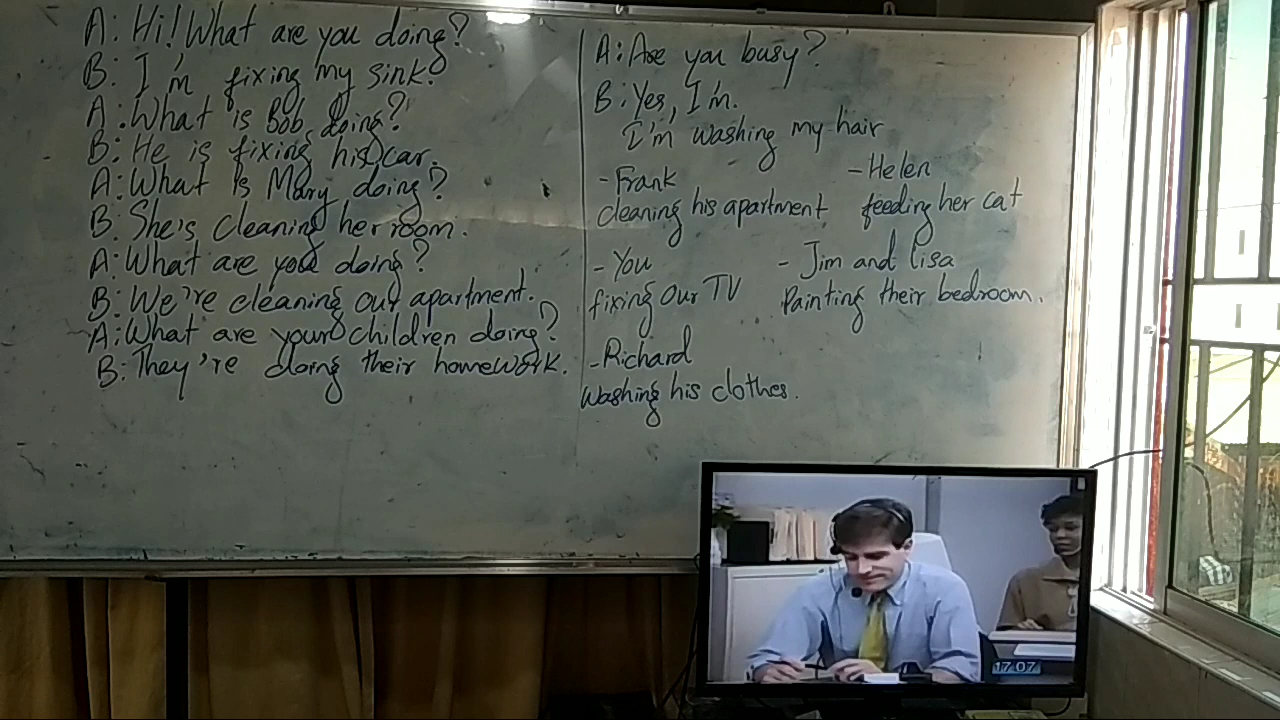 A: Hi! What are you doing?
B: I'm fixing my sink.
A: What is Bob doing?
B: He is fixing his car.
A: What is Mary doing?
B: She's cleaning her room.
A: What are you doing?
B: We're cleaning our apartment.
A: What are your children doing?
B: They're doing their homework.
A: Are you busy?
B: Yes, I'm.
I'm washing my hair
- Frank
cleaning his apartment
- Helen
feeding her cat
- You
fixing our TV
- Jim and Lisa
Painting their bedroom.
- Richard
Washing his clothes.
17:07